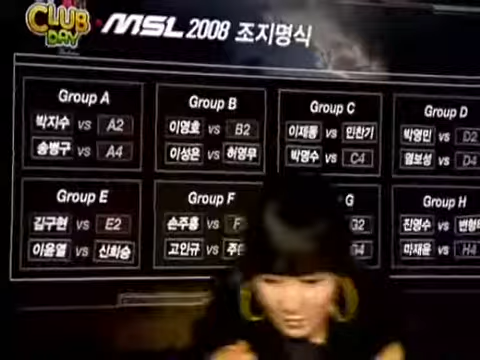 CLUB DAY MSL 2008 조지명식
Group A
박지수 vs A2
송병구 vs A4
Group B
이영호 vs B2
이성은 vs 허영무
Group C
이제동 vs 민찬기
박명수 vs C4
Group D
박영민 vs D2
염보성 vs D4
Group E
김구현 vs E2
이윤열 vs 신희승
Group F
손주흥 vs
고인규 vs
G
G2
Group H
진영수 vs
마재윤 vs H4